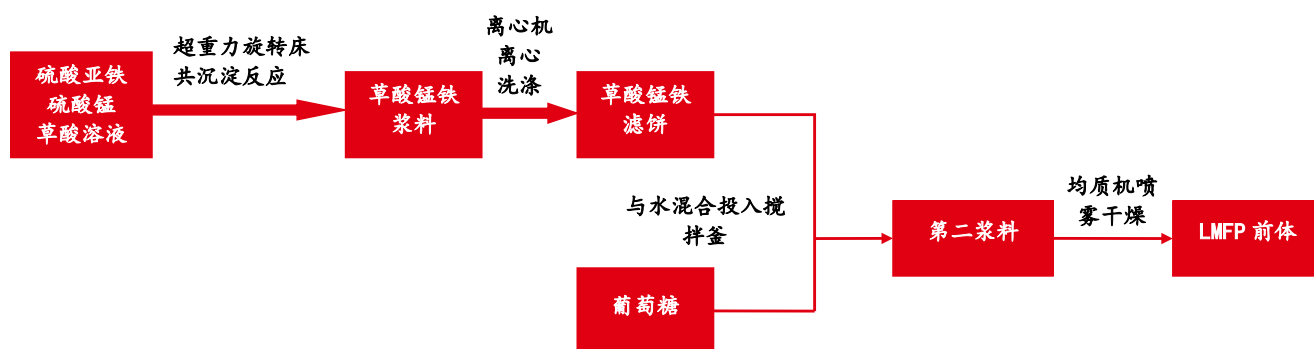 硫酸亚铁
硫酸锰
草酸溶液
超重力旋转床
共沉淀反应
草酸锰铁
浆料
离心机
离心
洗涤
草酸锰铁
滤饼
与水混合投入搅
拌釜
葡萄糖
第二浆料
均质机喷
雾干燥
LMFP 前体